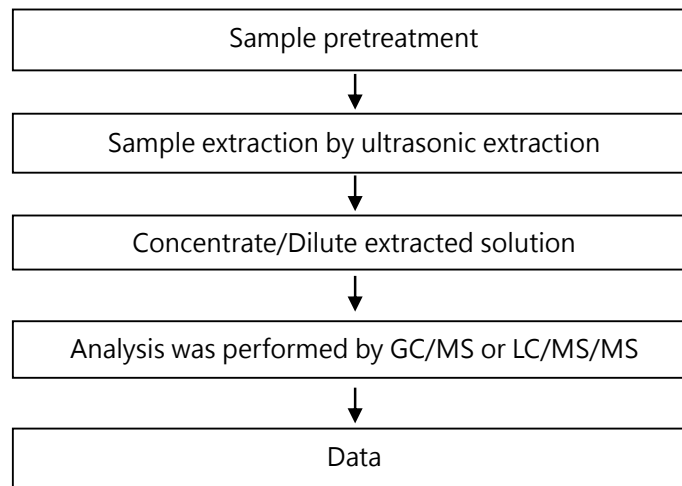 Sample pretreatment
Sample extraction by ultrasonic extraction
Concentrate/Dilute extracted solution
Analysis was performed by GC/MS or LC/MS/MS
Data